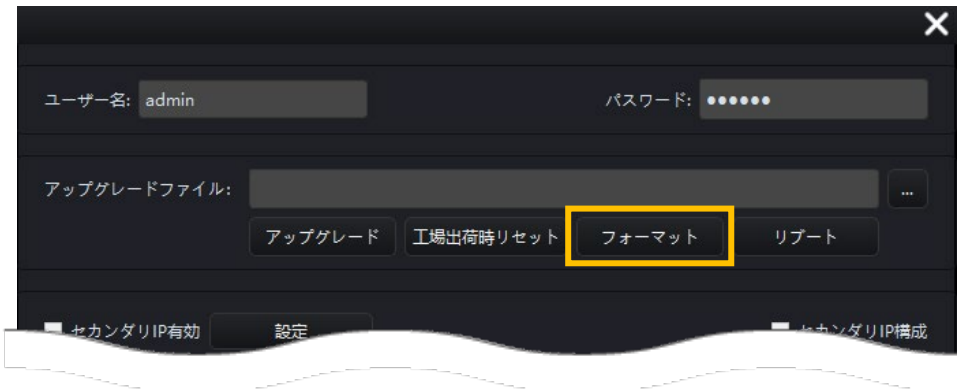 ユーザー名: admin パスワード: ●●●●●●
アップグレードファイル: ...
アップグレード 工場出荷時リセット フォーマット リブート
セカンダリIP有効 設定 セカンダリIP構成